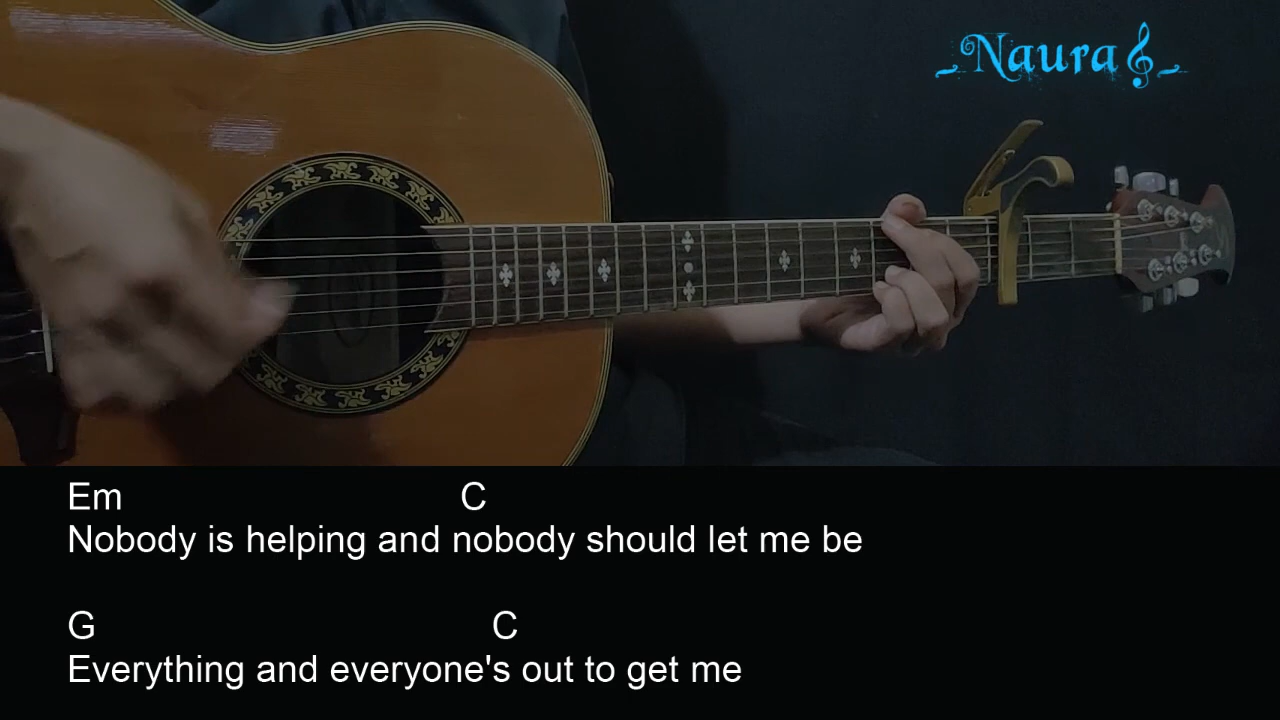 Naura
Em C
Nobody is helping and nobody should let me be
G C
Everything and everyone's out to get me